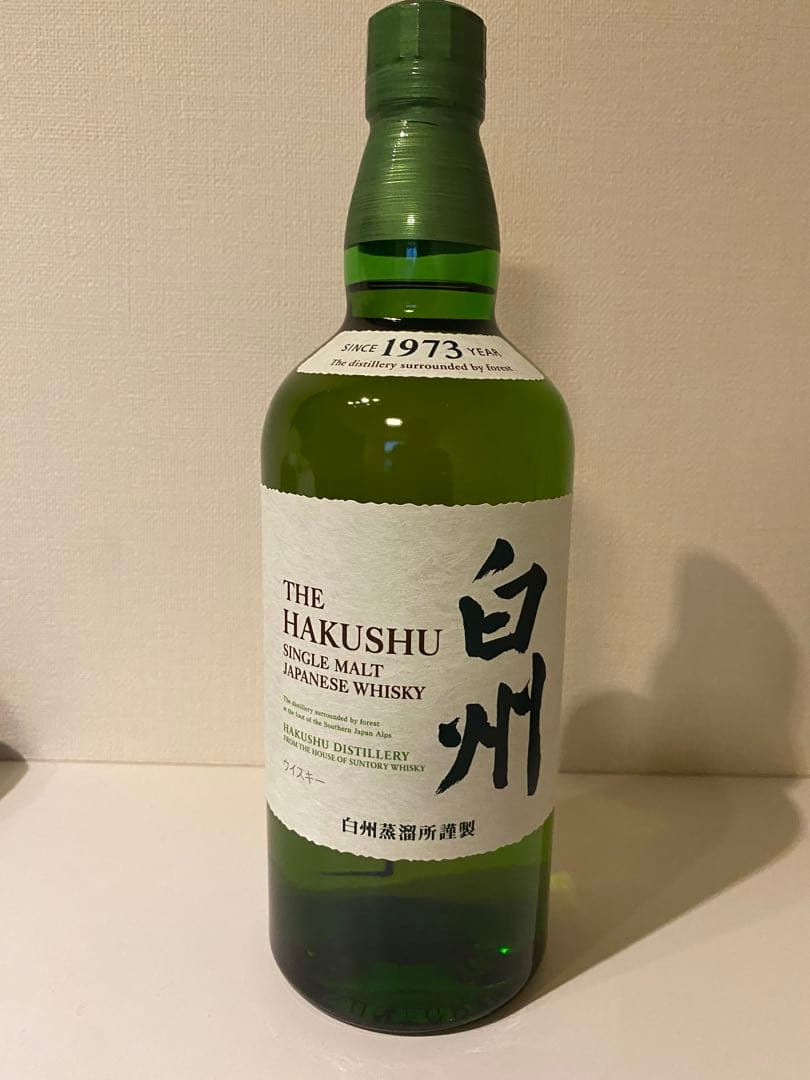 SINCE 1973 YEAR
The distillery surrounded by forest
THE
HAKUSHU
SINGLE MALT
JAPANESE WHISKY
白州
The distillery surrounded by forest
at the foot of the Southern Japan Alps
HAKUSHU DISTILLERY
FROM THE HOUSE OF SUNTORY WHISKY
ウイスキー
白州蒸溜所謹製